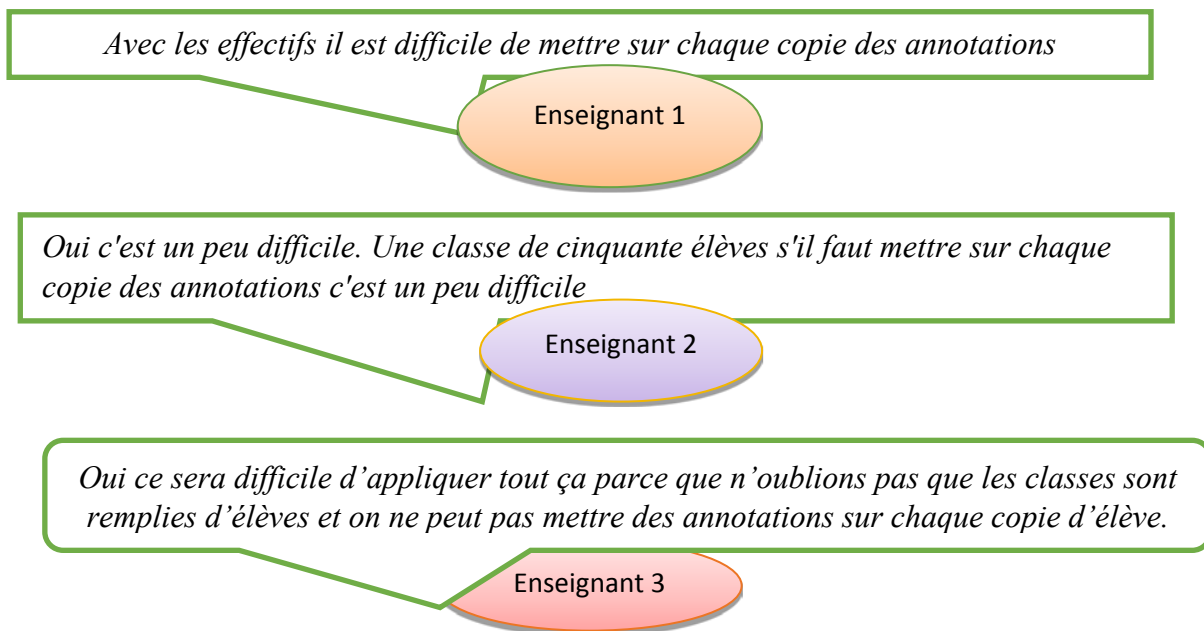 Avec les effectifs il est difficile de mettre sur chaque copie des annotations
Enseignant 1
Oui c'est un peu difficile. Une classe de cinquante élèves s'il faut mettre sur chaque
copie des annotations c'est un peu difficile
Enseignant 2
Oui ce sera difficile d’appliquer tout ça parce que n’oublions pas que les classes sont
remplies d’élèves et on ne peut pas mettre des annotations sur chaque copie d’élève.
Enseignant 3